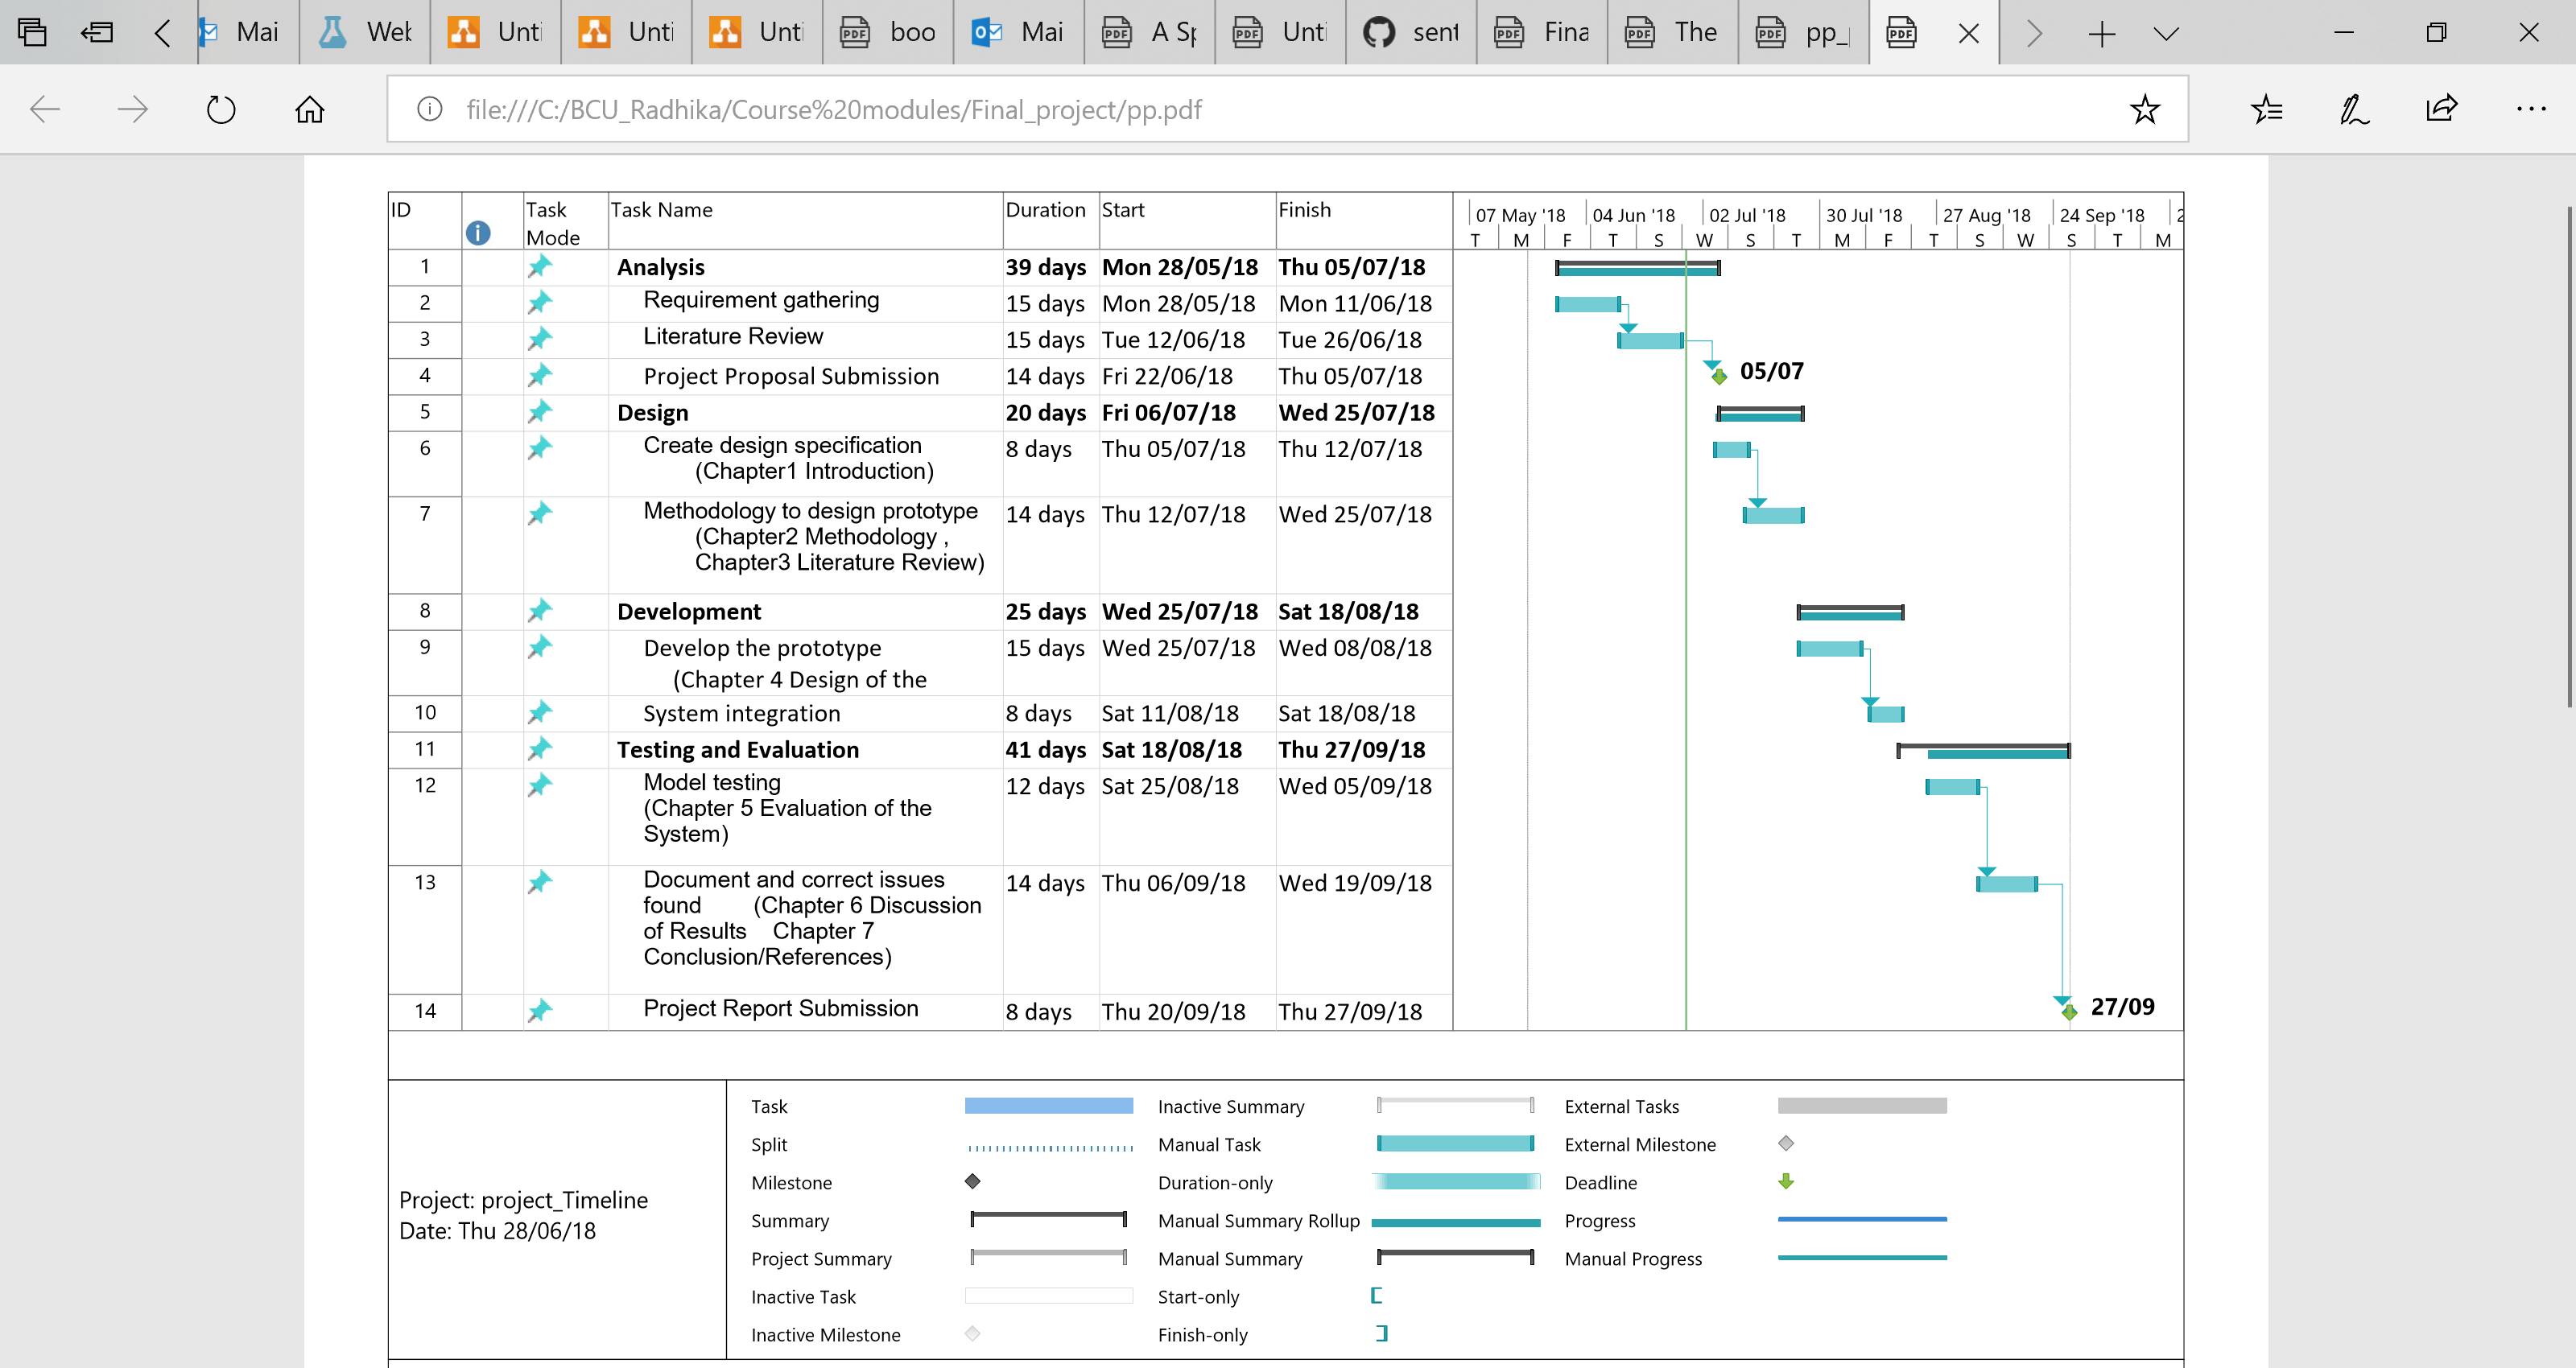 Mai Wet Unti Unti Unti boo Mai A Sp Unti sent Fina The pp_
file:///C:/BCU_Radhika/Course%20modules/Final_project/pp.pdf
ID Task Mode Task Name Duration Start Finish
07 May '18 04 Jun '18 02 Jul '18 30 Jul '18 27 Aug '18 24 Sep '18 2
T M F T S W S T M F T S W S T M
1 Analysis 39 days Mon 28/05/18 Thu 05/07/18
2 Requirement gathering 15 days Mon 28/05/18 Mon 11/06/18
3 Literature Review 15 days Tue 12/06/18 Tue 26/06/18
4 Project Proposal Submission 14 days Fri 22/06/18 Thu 05/07/18 05/07
5 Design 20 days Fri 06/07/18 Wed 25/07/18
6 Create design specification 8 days Thu 05/07/18 Thu 12/07/18
(Chapter1 Introduction)
7 Methodology to design prototype 14 days Thu 12/07/18 Wed 25/07/18
(Chapter2 Methodology ,
Chapter3 Literature Review)
8 Development 25 days Wed 25/07/18 Sat 18/08/18
9 Develop the prototype 15 days Wed 25/07/18 Wed 08/08/18
(Chapter 4 Design of the
10 System integration 8 days Sat 11/08/18 Sat 18/08/18
11 Testing and Evaluation 41 days Sat 18/08/18 Thu 27/09/18
12 Model testing 12 days Sat 25/08/18 Wed 05/09/18
(Chapter 5 Evaluation of the
System)
13 Document and correct issues 14 days Thu 06/09/18 Wed 19/09/18
found (Chapter 6 Discussion
of Results Chapter 7
Conclusion/References)
14 Project Report Submission 8 days Thu 20/09/18 Thu 27/09/18 27/09
Project: project_Timeline
Date: Thu 28/06/18
Task
Split
Milestone
Summary
Project Summary
Inactive Task
Inactive Milestone
Inactive Summary
Manual Task
Duration-only
Manual Summary Rollup
Manual Summary
Start-only
Finish-only
External Tasks
External Milestone
Deadline
Progress
Manual Progress